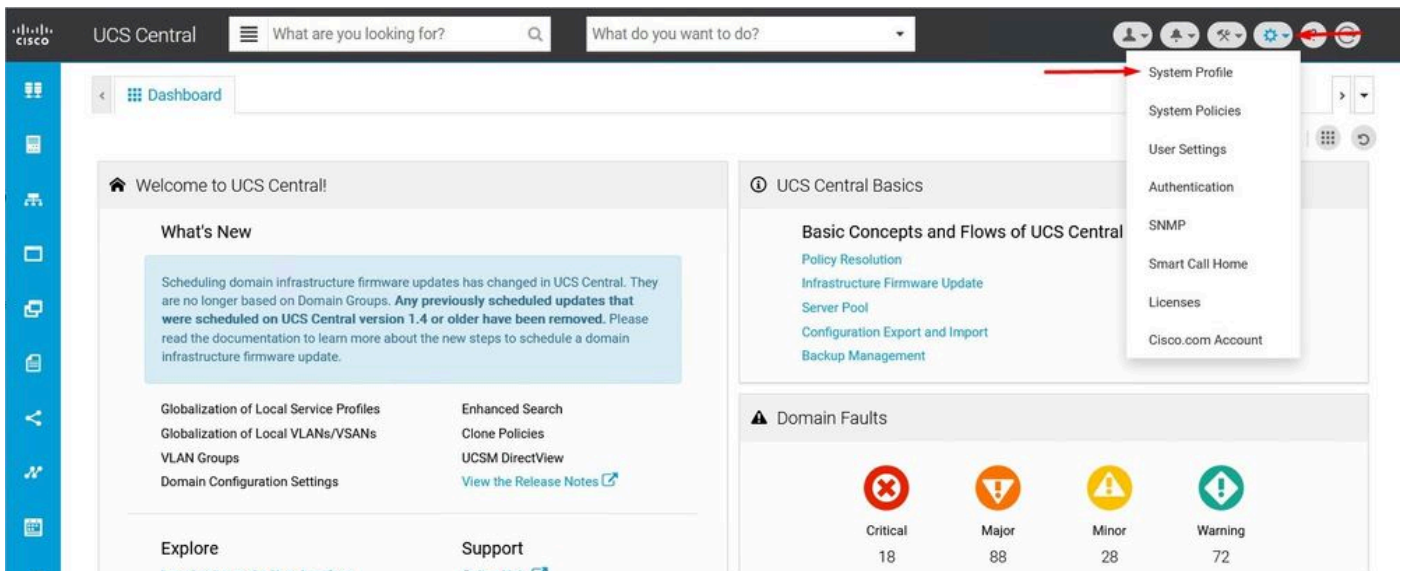 CISCO
UCS Central
What are you looking for?
What do you want to do?
?
System Profile
System Policies
User Settings
Authentication
SNMP
Smart Call Home
Licenses
Cisco.com Account
Dashboard
Welcome to UCS Central!
What's New
Scheduling domain infrastructure firmware updates has changed in UCS Central. They
are no longer based on Domain Groups. Any previously scheduled updates that
were scheduled on UCS Central version 1.4 or older have been removed. Please
read the documentation to learn more about the new steps to schedule a domain
infrastructure firmware update.
Globalization of Local Service Profiles
Globalization of Local VLANs/VSANs
VLAN Groups
Domain Configuration Settings
Enhanced Search
Clone Policies
UCSM DirectView
View the Release Notes
Explore
Support
UCS Central Basics
Basic Concepts and Flows of UCS Central
Policy Resolution
Infrastructure Firmware Update
Server Pool
Configuration Export and Import
Backup Management
Domain Faults
Critical
18
Major
88
Minor
28
Warning
72